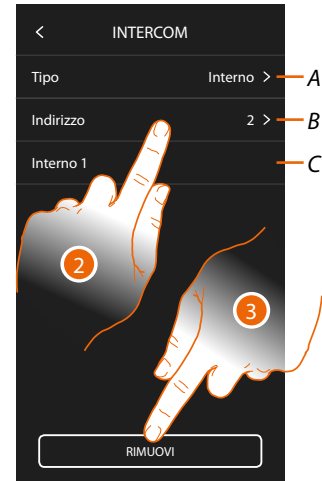 < INTERCOM
Tipo Interno > A
Indirizzo 2 > B
Interno 1 C
2
3
RIMUOVI